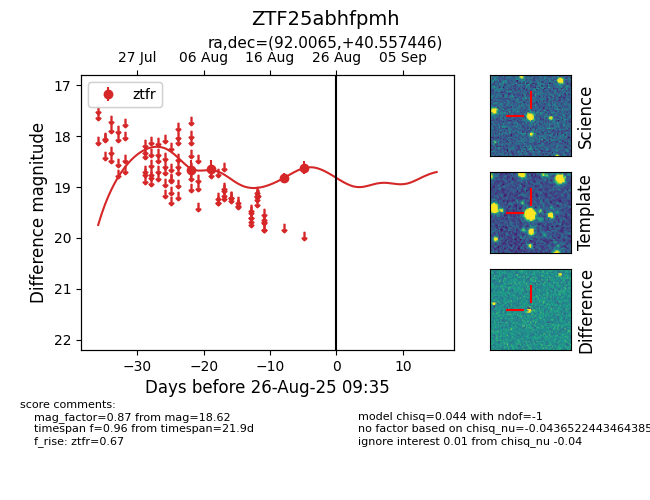 ZTF25abhfpmh
ra,dec=(92.0065,+40.557446)
27 Jul 06 Aug 16 Aug 26 Aug 05 Sep
ztfr
17
18
19
20
21
22
Difference magnitude
−30 −20 −10 0 10
Days before 26-Aug-25 09:35
Science
Template
Difference
score comments:
mag_factor=0.87 from mag=18.62
timespan f=0.96 from timespan=21.9d
f_rise: ztfr=0.67
model chisq=0.044 with ndof=-1
no factor based on chisq_nu=-0.0436522443464385
ignore interest 0.01 from chisq_nu -0.04